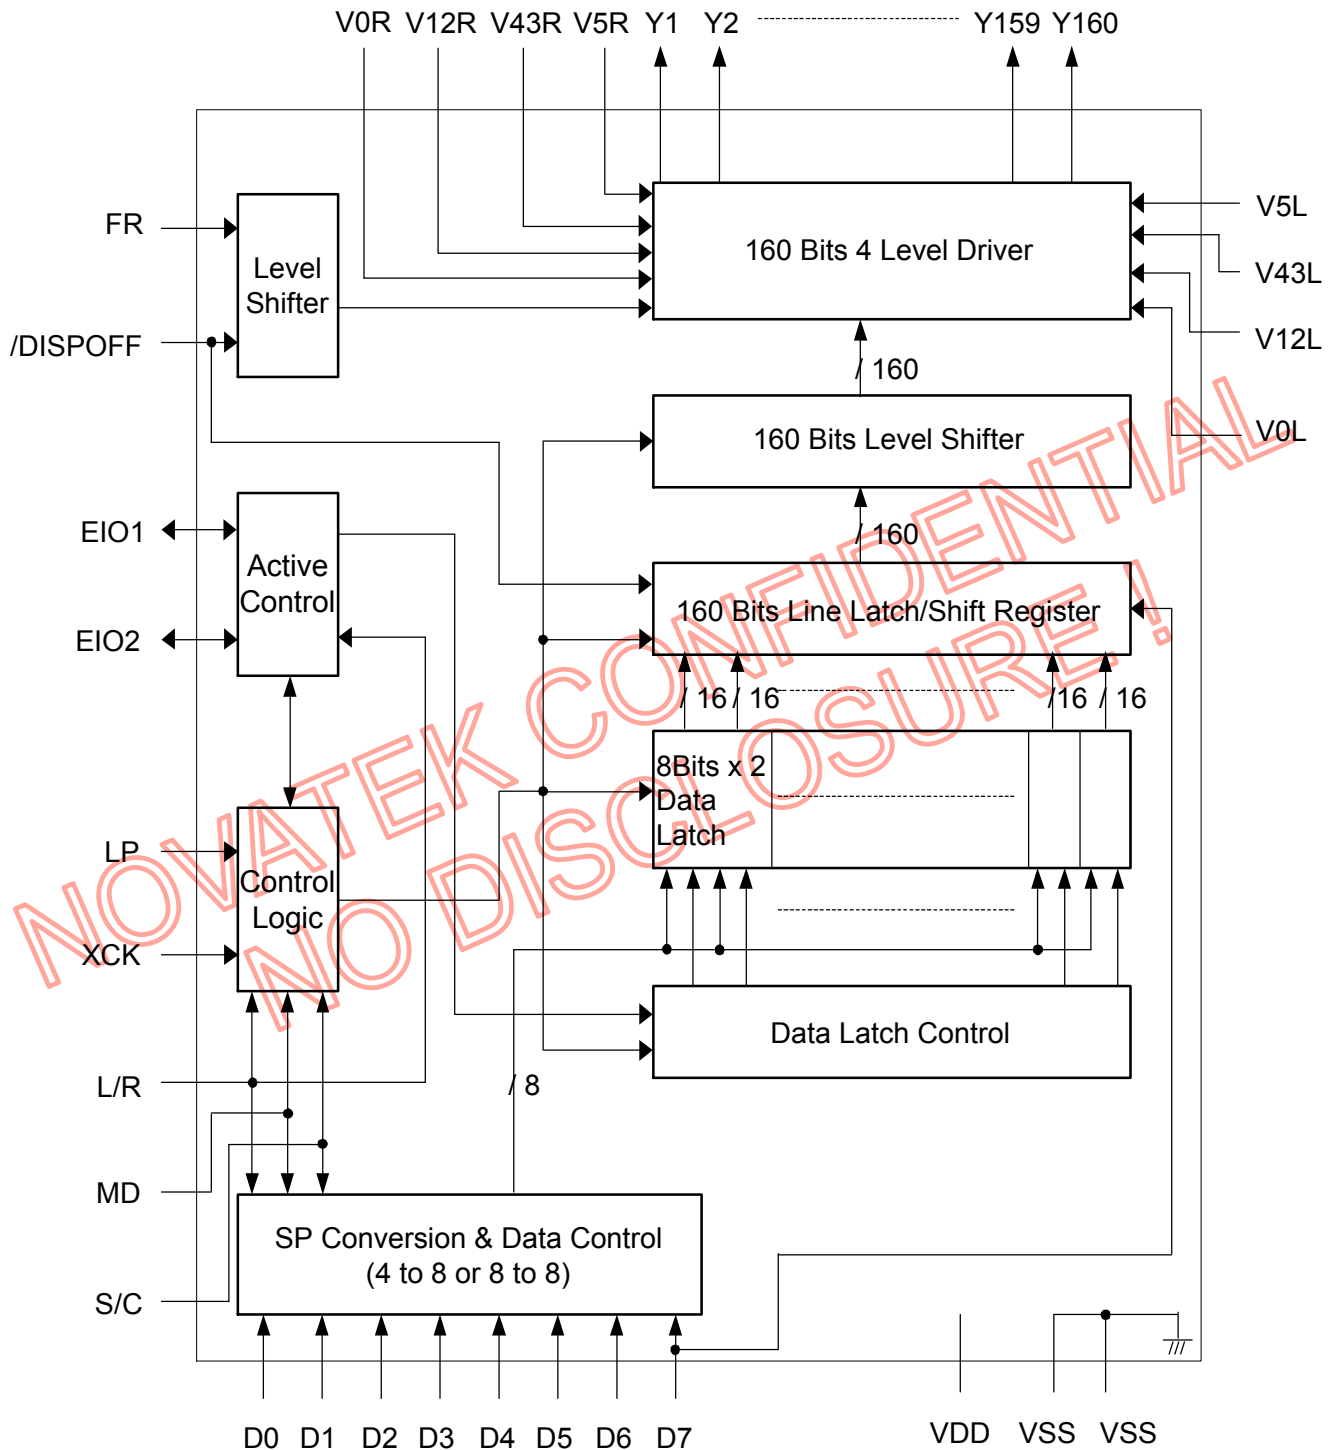 V0R V12R V43R V5R Y1 Y2 Y159 Y160
FR
Level
Shifter
/DISPOFF
160 Bits 4 Level Driver
V5L
V43L
V12L
V0L
/ 160
160 Bits Level Shifter
/ 160
EIO1
Active
Control
EIO2
160 Bits Line Latch/Shift Register
/ 16 / 16 /16 / 16
8Bits x 2
Data
Latch
LP
Control
Logic
XCK
Data Latch Control
L/R
/ 8
MD
SP Conversion & Data Control
(4 to 8 or 8 to 8)
S/C
D0 D1 D2 D3 D4 D5 D6 D7 VDD VSS VSS
NOVATEK CONFIDENTIAL
NO DISCLOSURE !